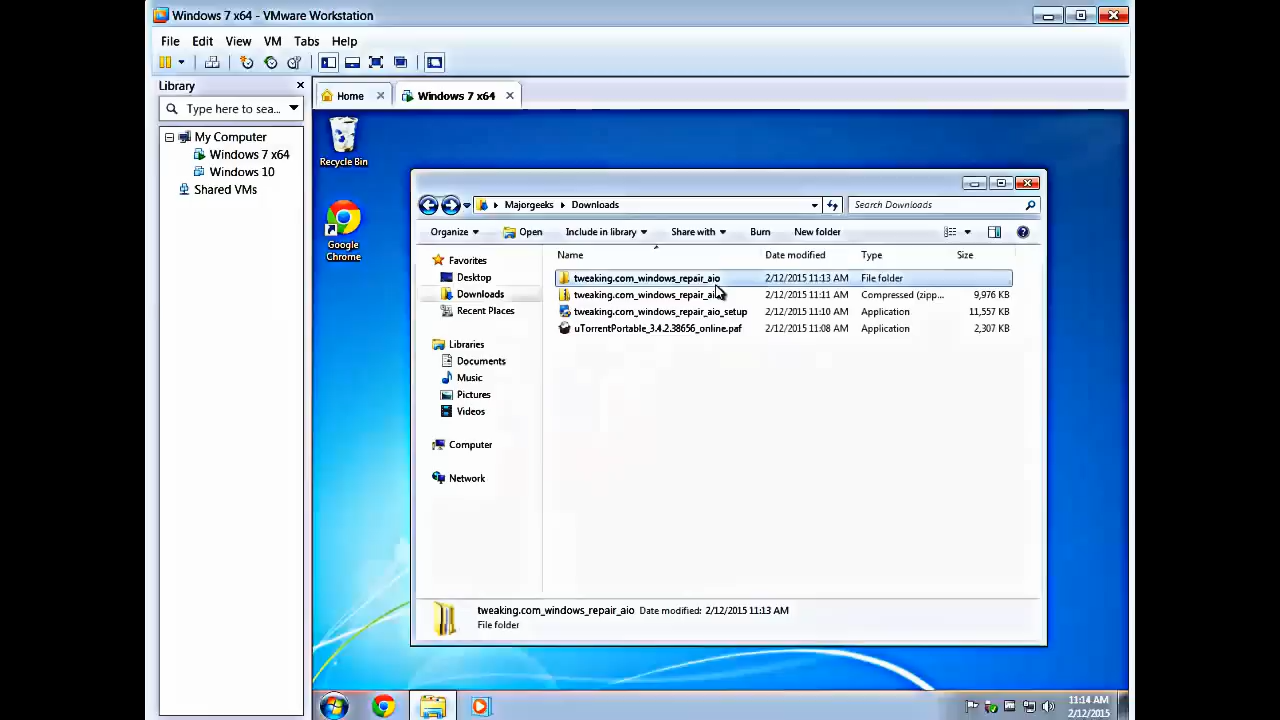 Windows 7 x64 - VMware Workstation
File Edit View VM Tabs Help
Library
Type here to sea...
My Computer
Windows 7 x64
Windows 10
Shared VMs
Home
Windows 7 x64
Recycle Bin
Google
Chrome
Majorgeeks Downloads
Search Downloads
Organize Open Include in library Share with Burn New folder
Favorites
Desktop
Downloads
Recent Places
Libraries
Documents
Music
Pictures
Videos
Computer
Network
Name Date modified Type Size
tweaking.com_windows_repair_aio 2/12/2015 11:13 AM File folder
2/12/2015 11:11 AM Compressed (zipp... 9,976 KB
tweaking.com_windows_repair_aio_setup 2/12/2015 11:10 AM Application 11,557 KB
uTorrentPortable_3.4.2.38656_online.paf 2/12/2015 11:08 AM Application 2,307 KB
tweaking.com_windows_repair_aio Date modified: 2/12/2015 11:13 AM
File folder
11:14 AM
2/12/2015